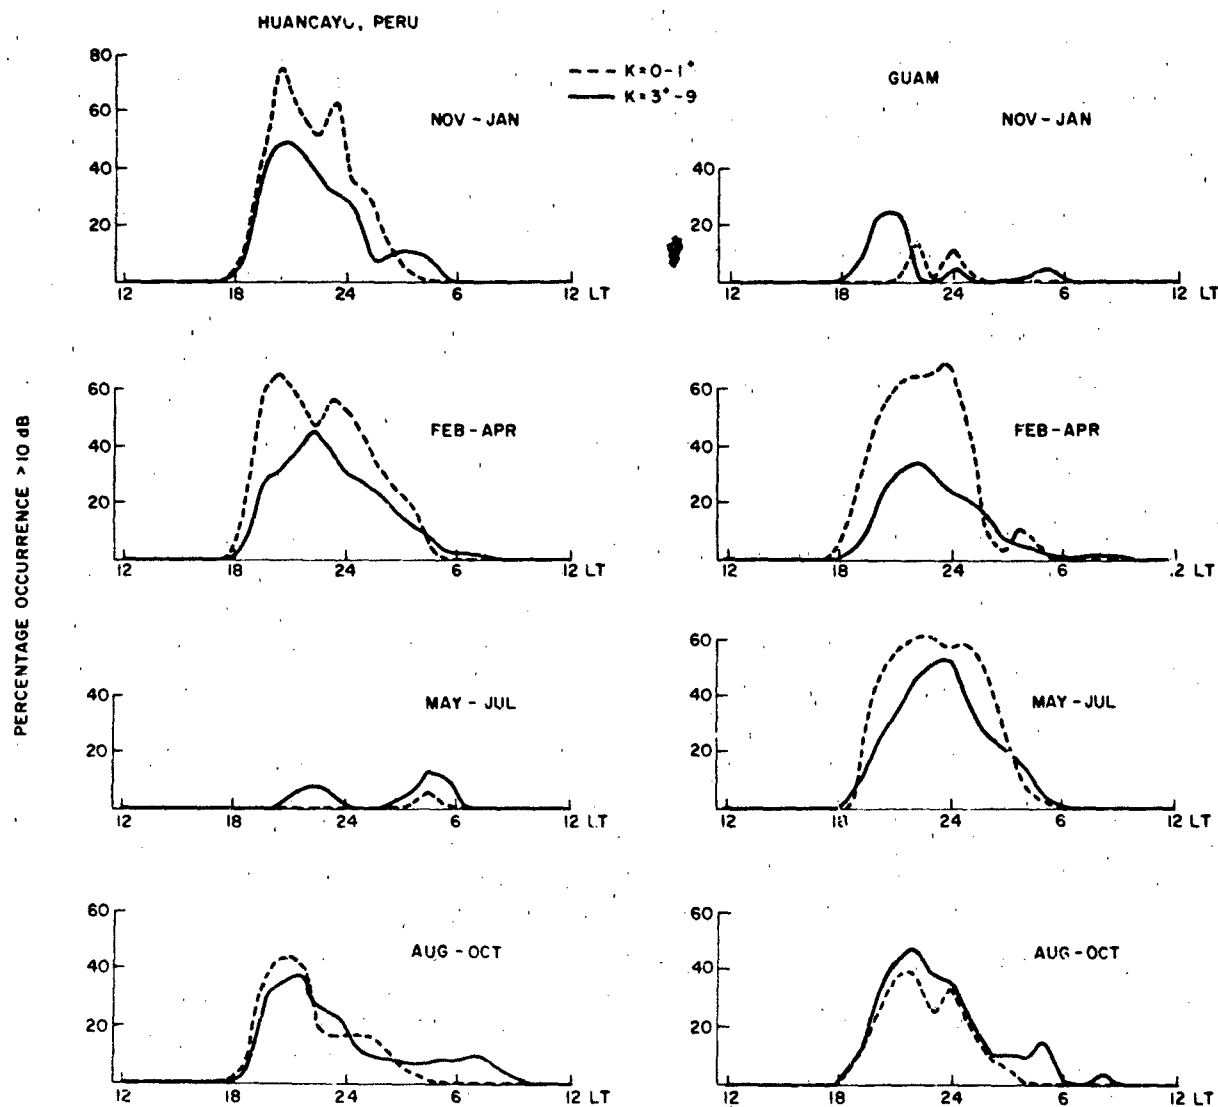 HUANCAYO, PERU
K=0-1+
K=3+-9
GUAM
PERCENTAGE OCCURRENCE >10 dB
80
60
40
20
NOV-JAN
12 18 24 6 12 LT
40
20
NOV-JAN
12 18 24 6 12 LT
60
40
20
FEB-APR
12 18 24 6 12 LT
60
40
20
FEB-APR
12 18 24 6 .2 LT
40
20
MAY-JUL
12 18 24 6 12 LT
60
40
20
MAY-JUL
12 18 24 6 12 LT
60
40
20
AUG-OCT
12 18 24 6 12 LT
60
40
20
AUG-OCT
12 18 24 6 12 LT